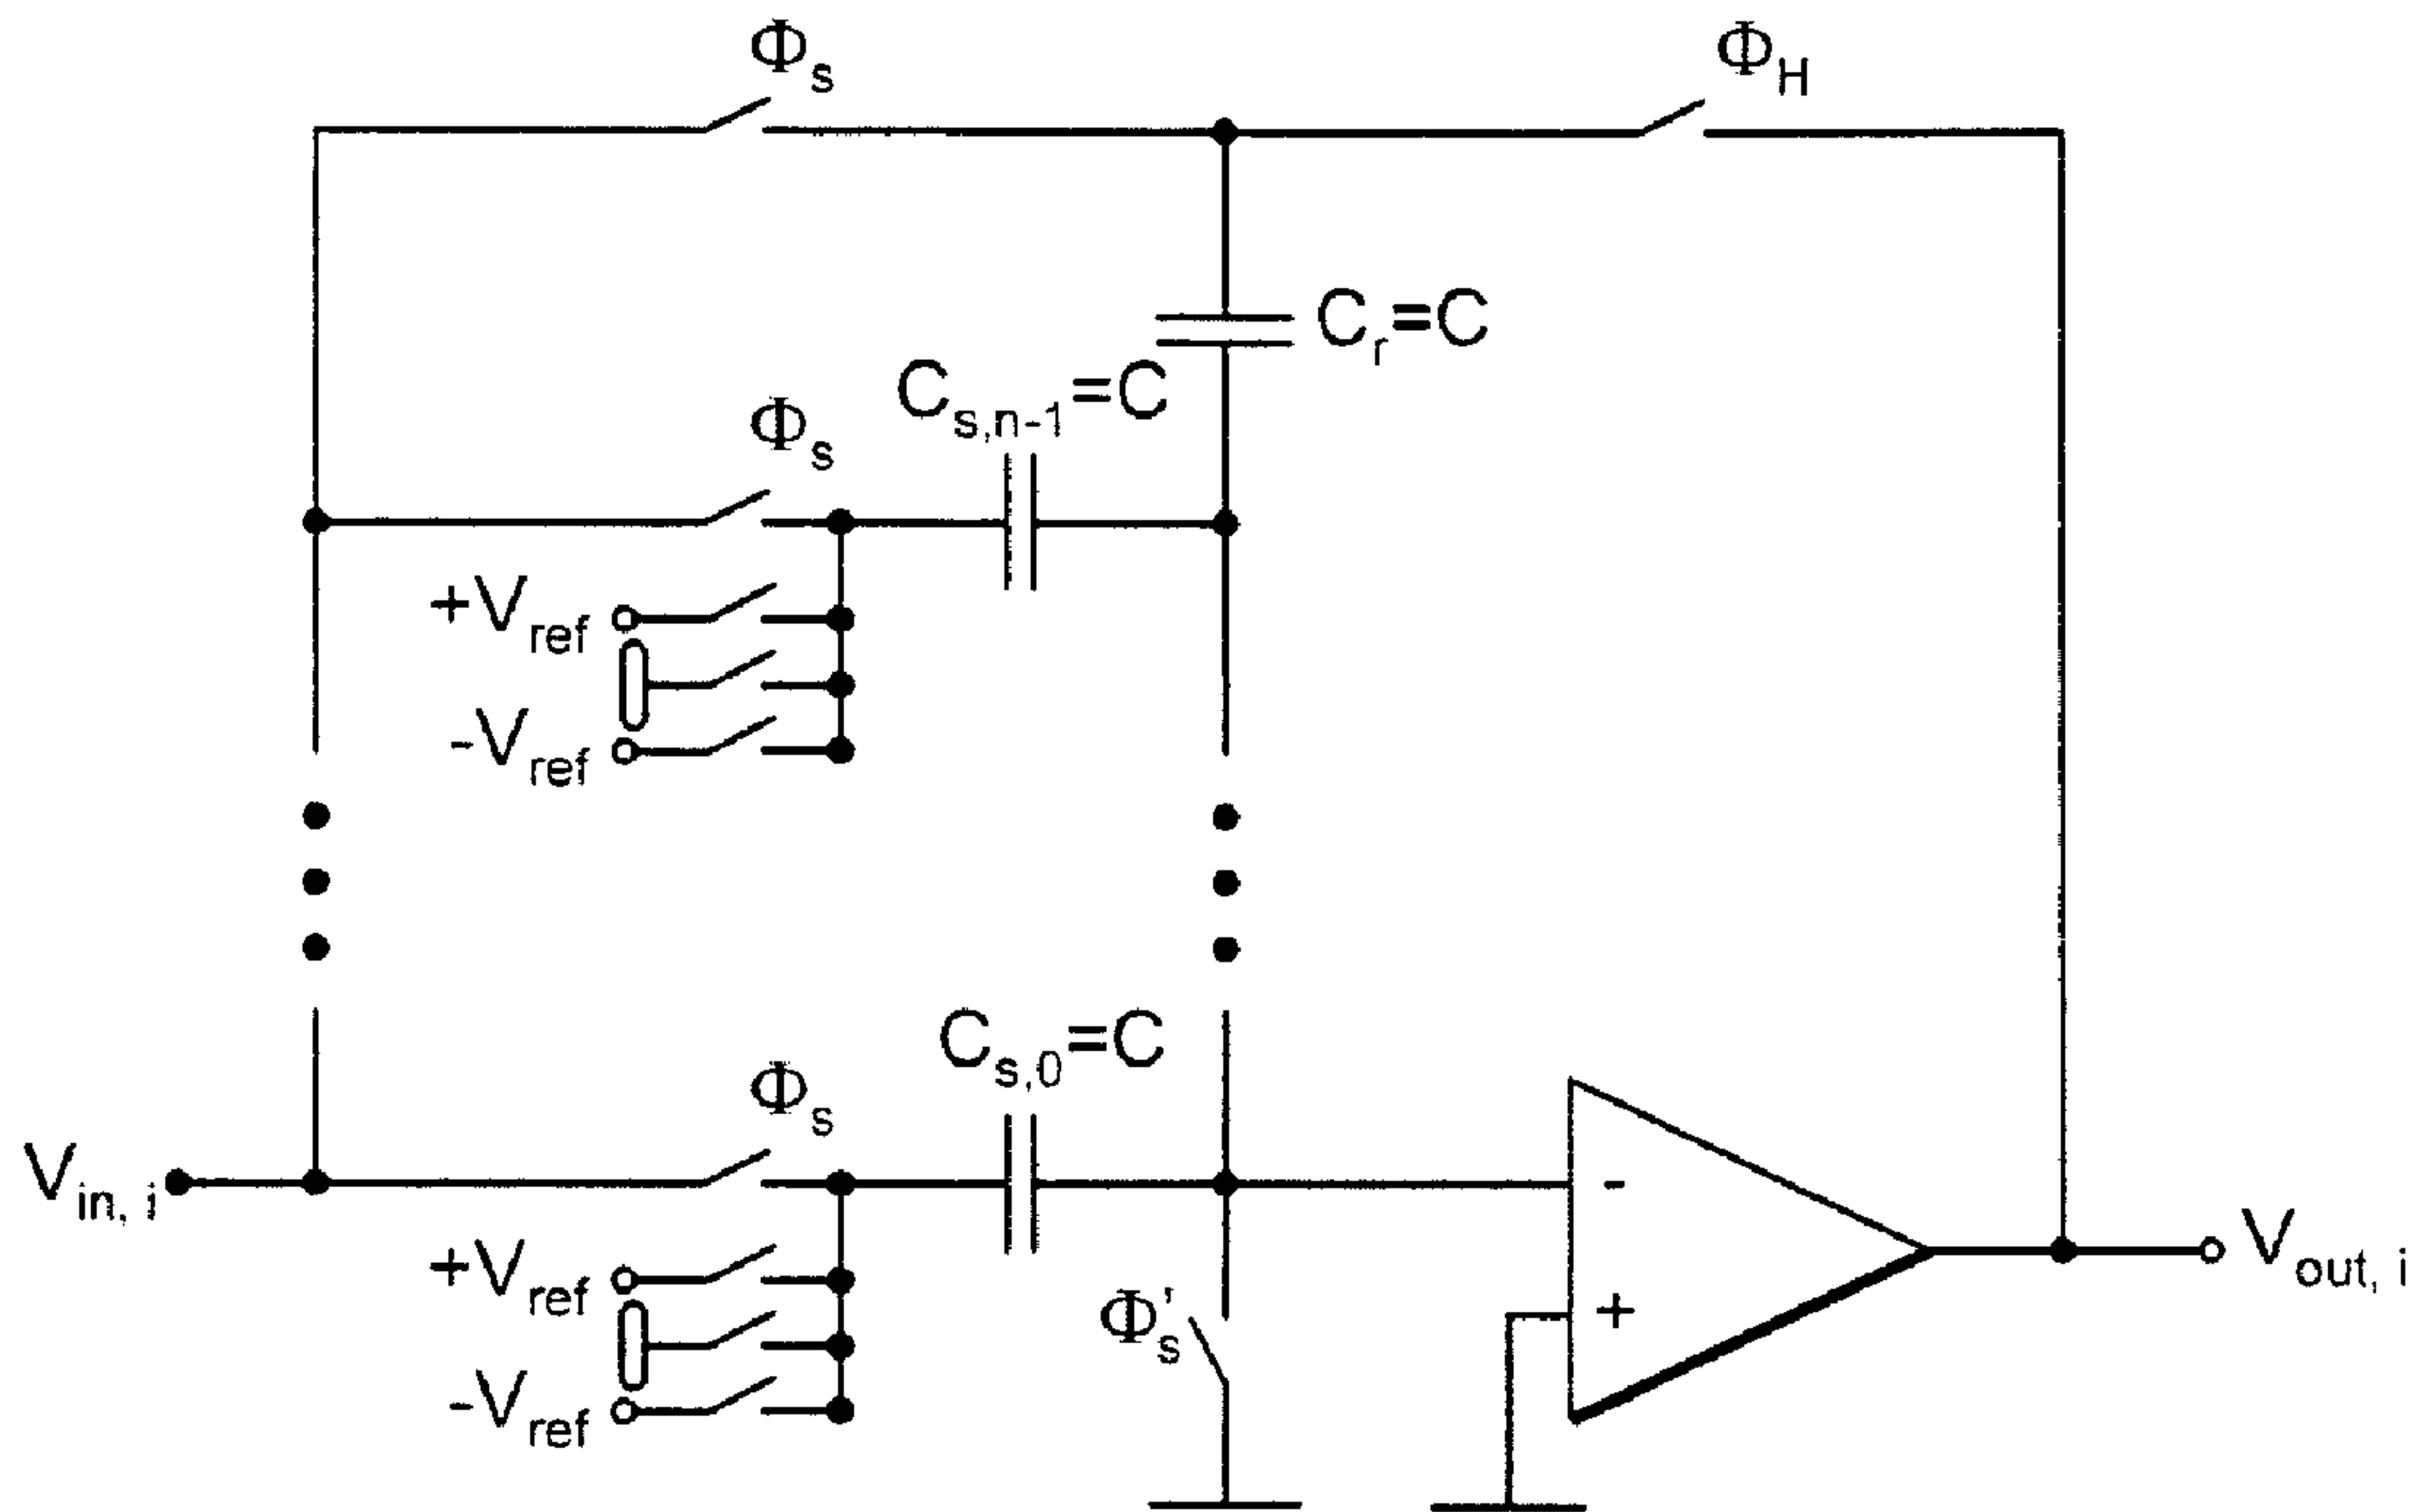 Φs
ΦH
Cr=C
Cs,n-1=C
Φs
+Vref
-Vref
Cs,0=C
Φs
Vin, i
-
+Vref
Vout, i
Φ's
+
-Vref